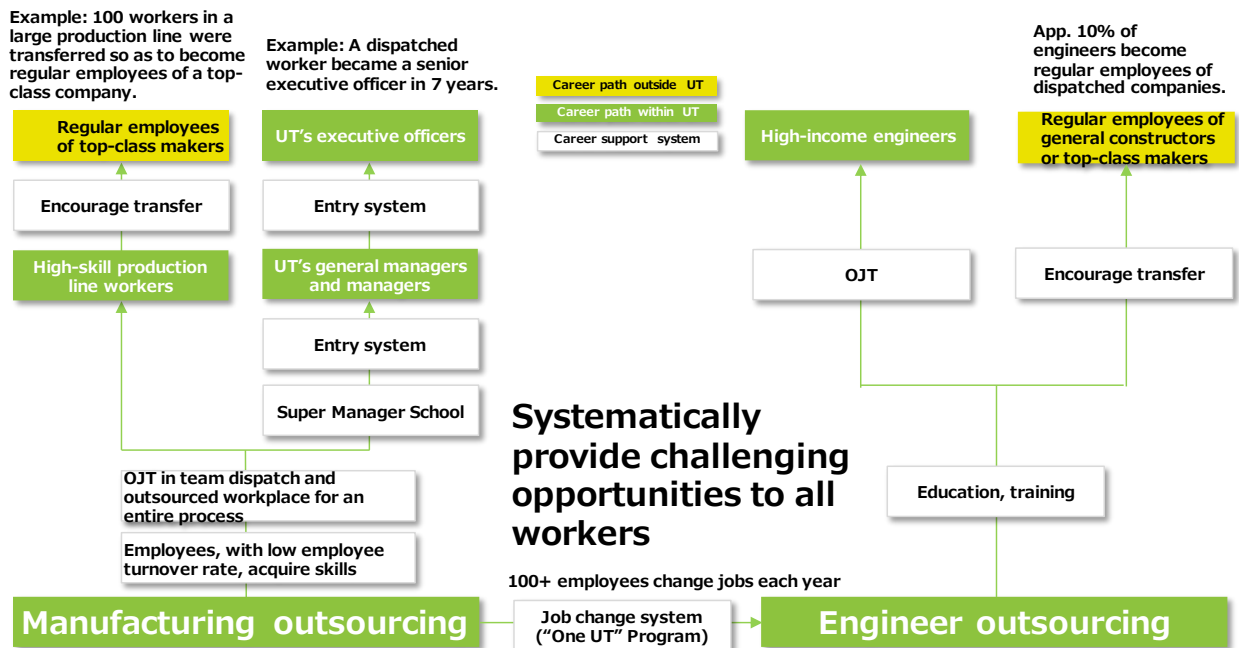 Example: 100 workers in a
large production line were
transferred so as to become
regular employees of a top-
class company.
Regular employees
of top-class makers
Encourage transfer
High-skill production
line workers
Example: A dispatched
worker became a senior
executive officer in 7 years.
UT's executive officers
Entry system
UT's general managers
and managers
Entry system
Super Manager School
OJT in team dispatch and
outsourced workplace for an
entire process
Employees, with low employee
turnover rate, acquire skills
Manufacturing outsourcing
Career path outside UT
Career path within UT
Career support system
Systematically
provide challenging
opportunities to all
workers
100+ employees change jobs each year
Job change system
(“One UT” Program)
High-income engineers
OJT
App. 10% of
engineers become
regular employees of
dispatched companies.
Regular employees of
general constructors
or top-class makers
Encourage transfer
Education, training
Engineer outsourcing